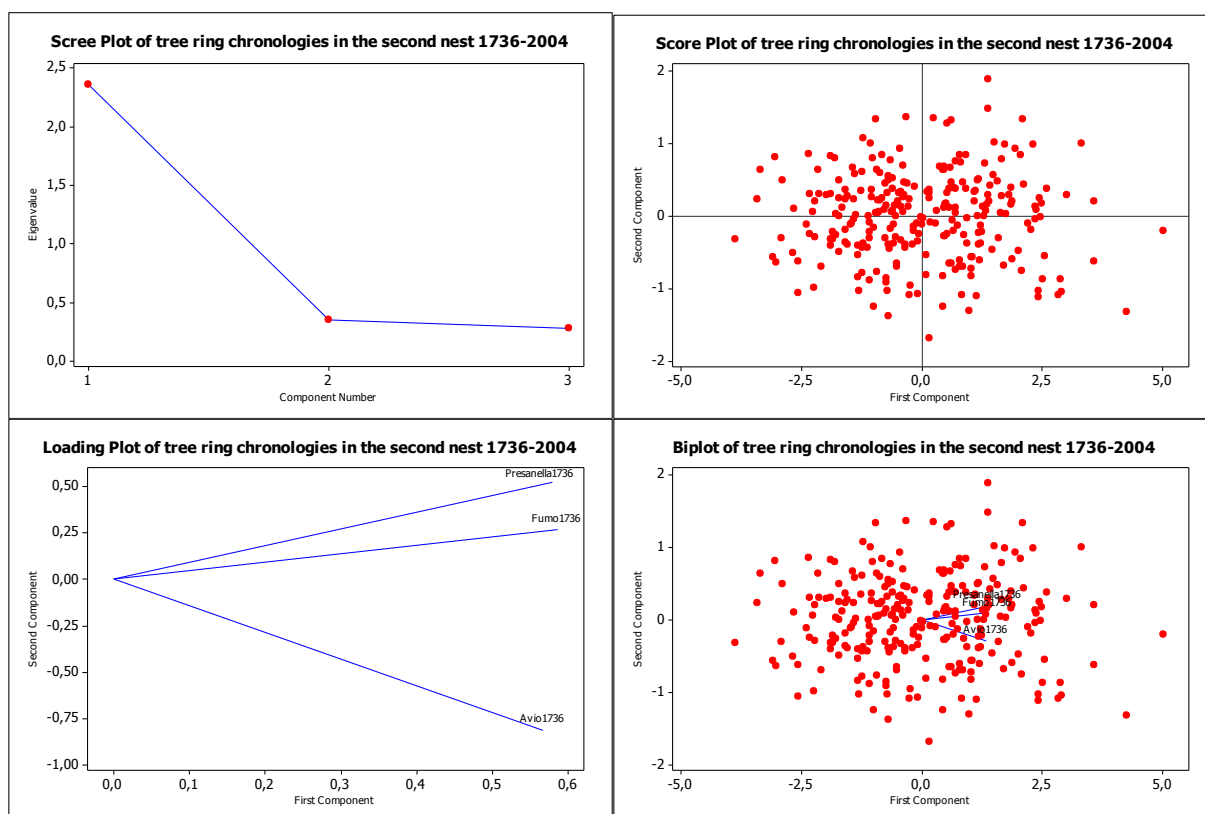 Scree Plot of tree ring chronologies in the second nest 1736-2004
2,5
2,0
1,5
1,0
0,5
0,0
Eigenvalue
1 2 3
Component Number
Score Plot of tree ring chronologies in the second nest 1736-2004
2
1
0
-1
-2
Second Component
-5,0 -2,5 0,0 2,5 5,0
First Component
Loading Plot of tree ring chronologies in the second nest 1736-2004
0,50
0,25
0,00
-0,25
-0,50
-0,75
-1,00
Second Component
Presanella1736
Fumo1736
Avio1736
0,0 0,1 0,2 0,3 0,4 0,5 0,6
First Component
Biplot of tree ring chronologies in the second nest 1736-2004
2
1
0
-1
-2
Second Component
Presanella1736
Fumo1736
Avio1736
-5,0 -2,5 0,0 2,5 5,0
First Component